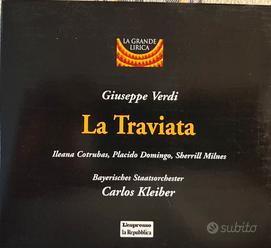 LA GRANDE
LIRICA
Giuseppe Verdi
La Traviata
Ileana Cotrubas, Placido Domingo, Sherrill Milnes
Bayerisches Staatsorchester
Carlos Kleiber
L'espresso
la Repubblica
subito